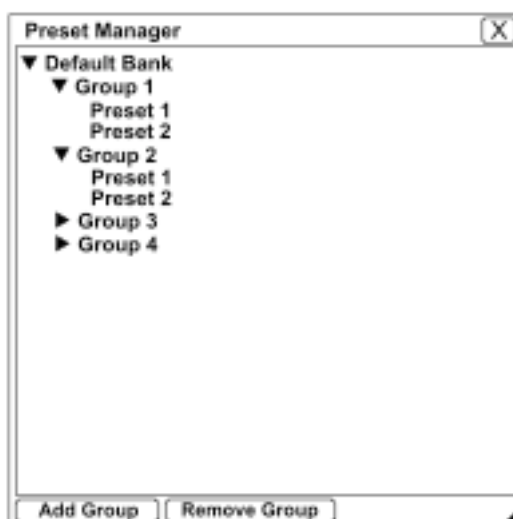 Preset Manager X
Default Bank
Group 1
Preset 1
Preset 2
Group 2
Preset 1
Preset 2
Group 3
Group 4
Add Group Remove Group